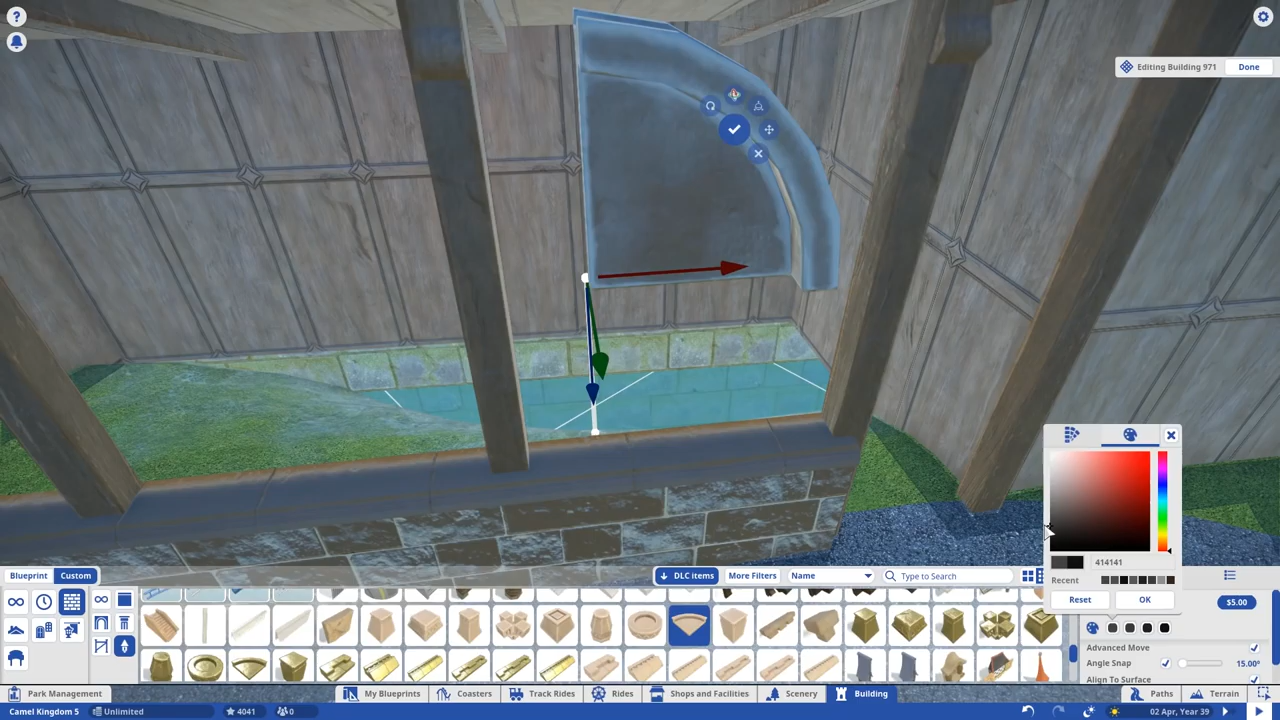 ?
Editing Building 971
Done
414141
Recent
Reset
OK
Blueprint
Custom
DLC items
More Filters
Name
Type to Search
$5.00
Advanced Move
Angle Snap
15.00°
Align To Surface
Park Management
My Blueprints
Coasters
Track Rides
Rides
Shops and Facilities
Scenery
Building
Paths
Terrain
Camel Kingdom 5
Unlimited
4041
0
02 Apr, Year 39